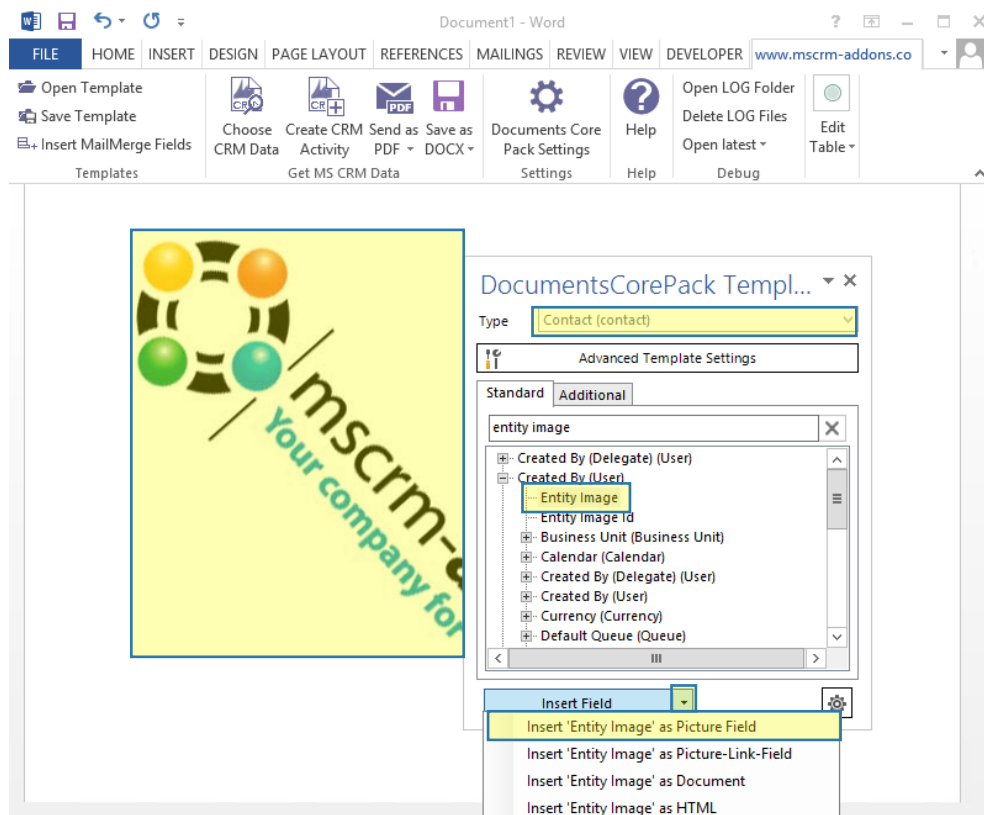 Document1 - Word
FILE HOME INSERT DESIGN PAGE LAYOUT REFERENCES MAILINGS REVIEW VIEW DEVELOPER www.mscrm-addons.co
Open Template
Save Template
Insert MailMerge Fields
Templates
CRM
Choose CRM Data
CR
Create CRM Activity
PDF
Send as PDF
Save as DOCX
Get MS CRM Data
Documents Core Pack Settings
Settings
Help
Help
Open LOG Folder
Delete LOG Files
Open latest
Debug
Edit Table
mscrm-a
Your company for
DocumentsCorePack Templ...
Type Contact (contact)
Advanced Template Settings
Standard Additional
entity image
Created By (Delegate) (User)
Created By (User)
Entity Image
Entity Image Id
Business Unit (Business Unit)
Calendar (Calendar)
Created By (Delegate) (User)
Created By (User)
Currency (Currency)
Default Queue (Queue)
Insert Field
Insert 'Entity Image' as Picture Field
Insert 'Entity Image' as Picture-Link-Field
Insert 'Entity Image' as Document
Insert 'Entity Image' as HTML